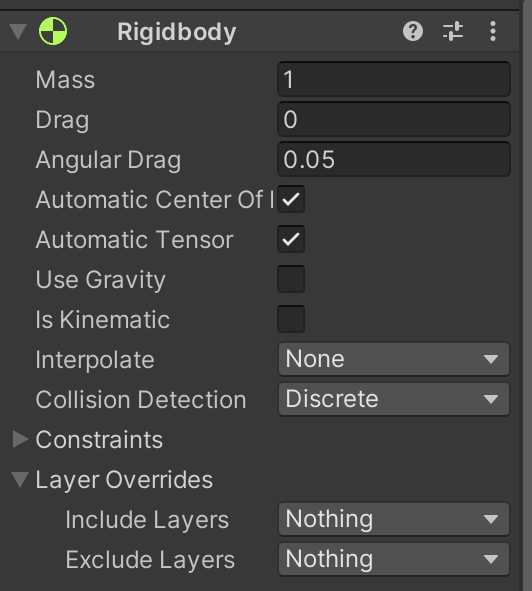 Rigidbody
Mass 1
Drag 0
Angular Drag 0.05
Automatic Center Of
Automatic Tensor
Use Gravity
Is Kinematic
Interpolate None
Collision Detection Discrete
Constraints
Layer Overrides
Include Layers Nothing
Exclude Layers Nothing